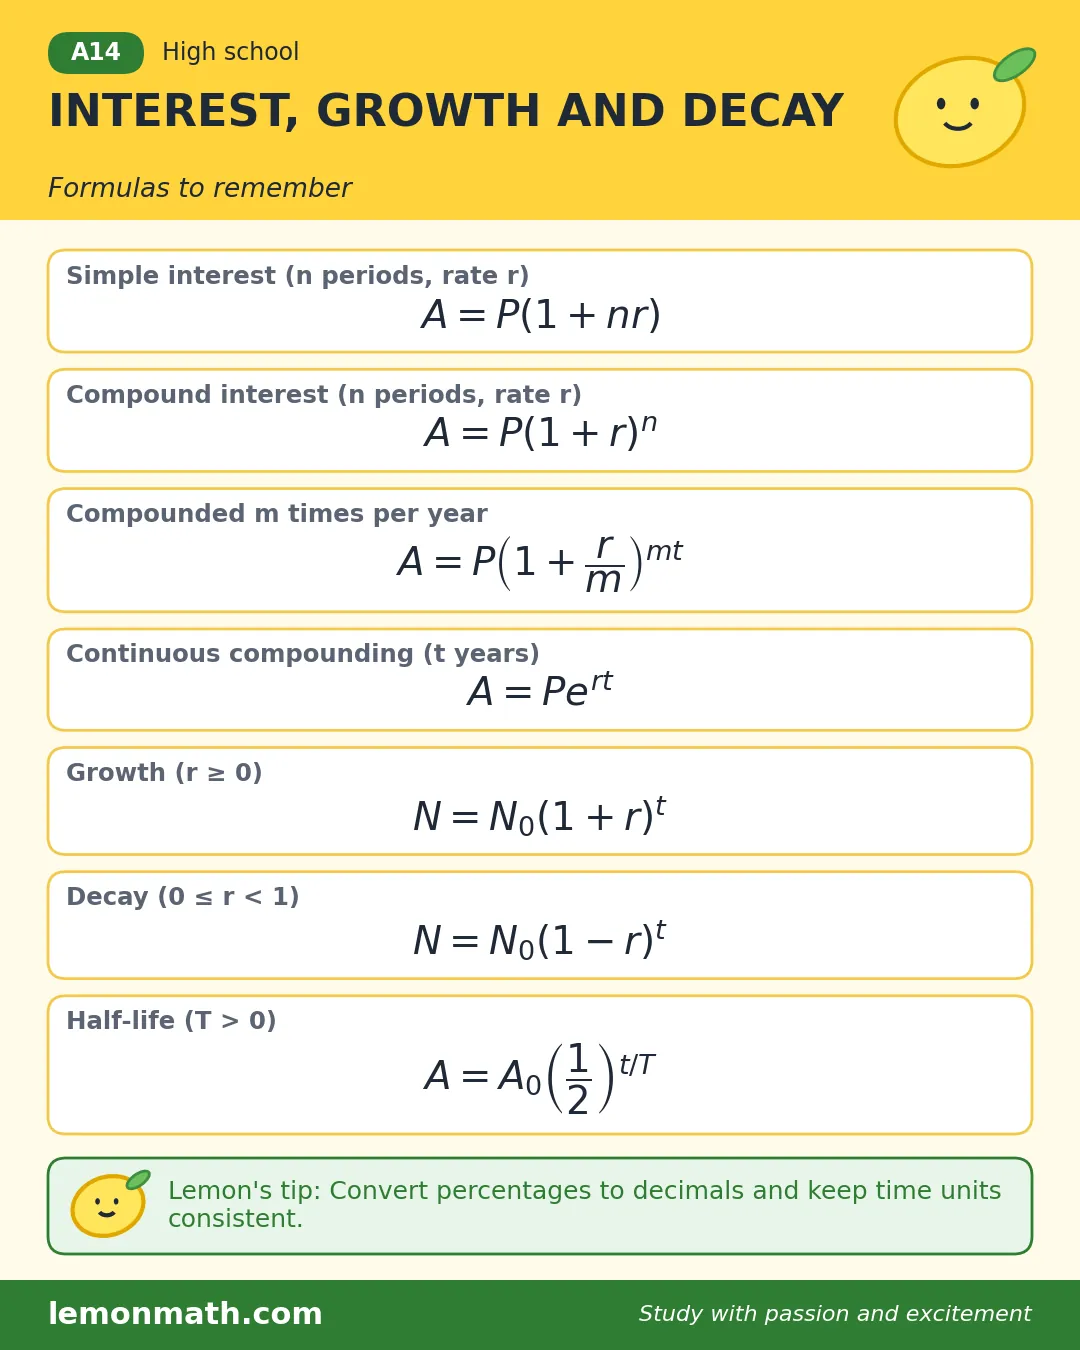 A14 High school
INTEREST, GROWTH AND DECAY
Formulas to remember
Simple interest (n periods, rate r)
A = P(1 + nr)
Compound interest (n periods, rate r)
A = P(1 + r)^n
Compounded m times per year
A = P(1 + r/m)^{mt}
Continuous compounding (t years)
A = Pe^{rt}
Growth (r ≥ 0)
N = N_0(1 + r)^t
Decay (0 ≤ r < 1)
N = N_0(1 − r)^t
Half-life (T > 0)
A = A_0(1/2)^{t/T}
Lemon's tip: Convert percentages to decimals and keep time units
consistent.
lemonmath.com
Study with passion and excitement